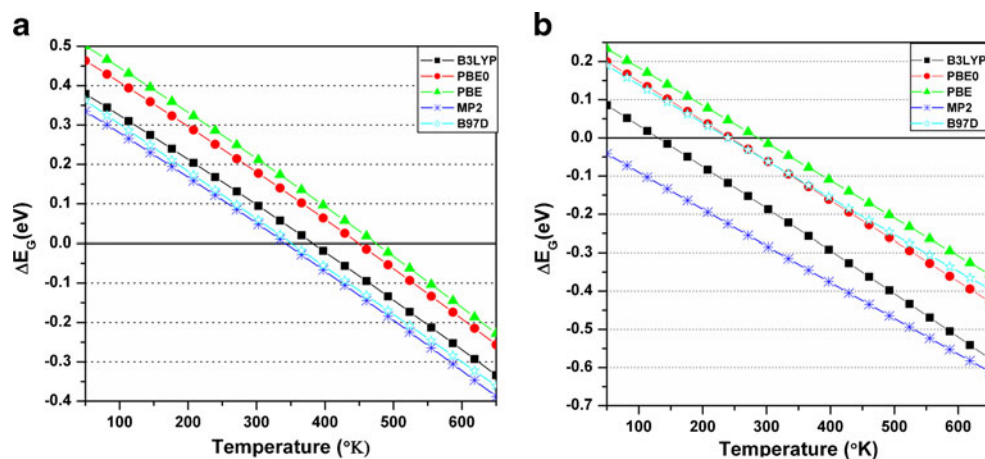 a
0.5
0.4
0.3
0.2
0.1
0.0
-0.1
-0.2
-0.3
-0.4
ΔE_G(eV)
B3LYP
PBE0
PBE
MP2
B97D
100 200 300 400 500 600
Temperature (°K)
b
0.2
0.1
0.0
-0.1
-0.2
-0.3
-0.4
-0.5
-0.6
-0.7
ΔE_G(eV)
B3LYP
PBE0
PBE
MP2
B97D
100 200 300 400 500 600
Temperature (°K)